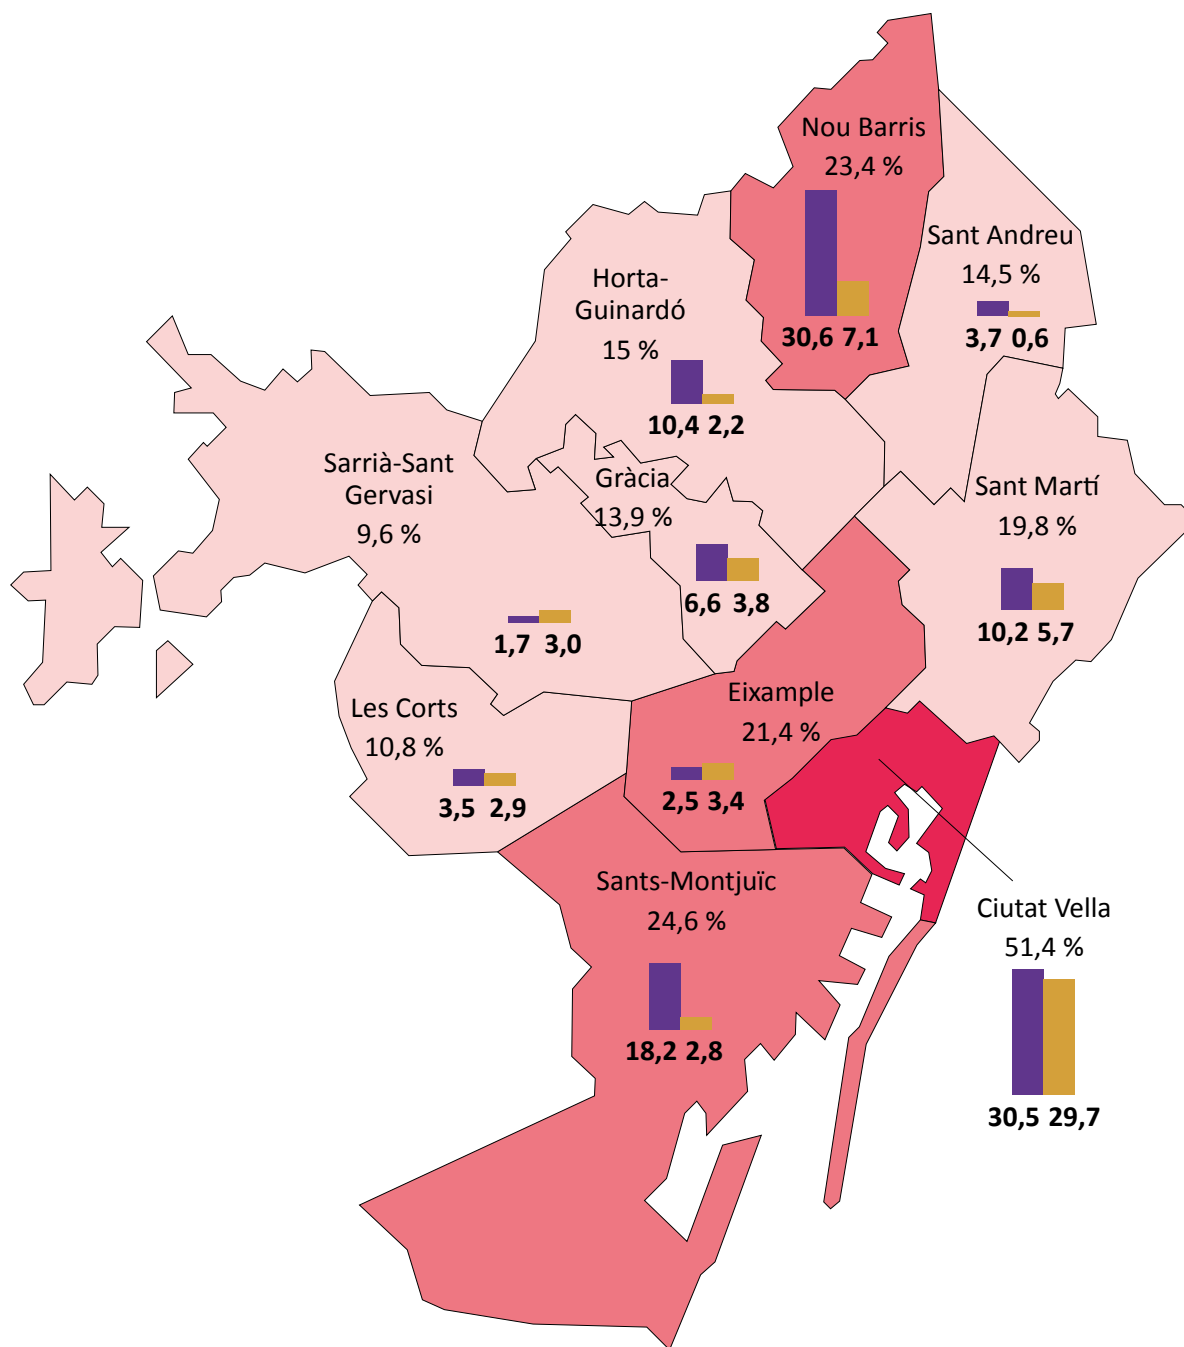 Nou Barris
23,4 %
30,6 7,1
Sant Andreu
14,5 %
3,7 0,6
Horta-
Guinardó
15 %
10,4 2,2
Sarrià-Sant
Gervasi
9,6 %
1,7 3,0
Gràcia
13,9 %
6,6 3,8
Sant Martí
19,8 %
10,2 5,7
Les Corts
10,8 %
3,5 2,9
Eixample
21,4 %
2,5 3,4
Sants-Montjuïc
24,6 %
18,2 2,8
Ciutat Vella
51,4 %
30,5 29,7